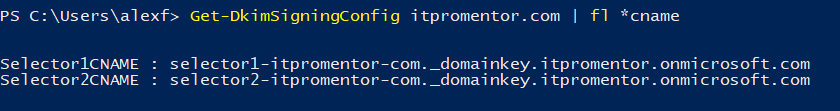 PS C:\Users\alexf> Get-DkimSigningConfig itpromentor.com | fl *cname
Selector1CNAME : selector1-itpromentor-com._domainkey.itpromentor.onmicrosoft.com
Selector2CNAME : selector2-itpromentor-com._domainkey.itpromentor.onmicrosoft.com